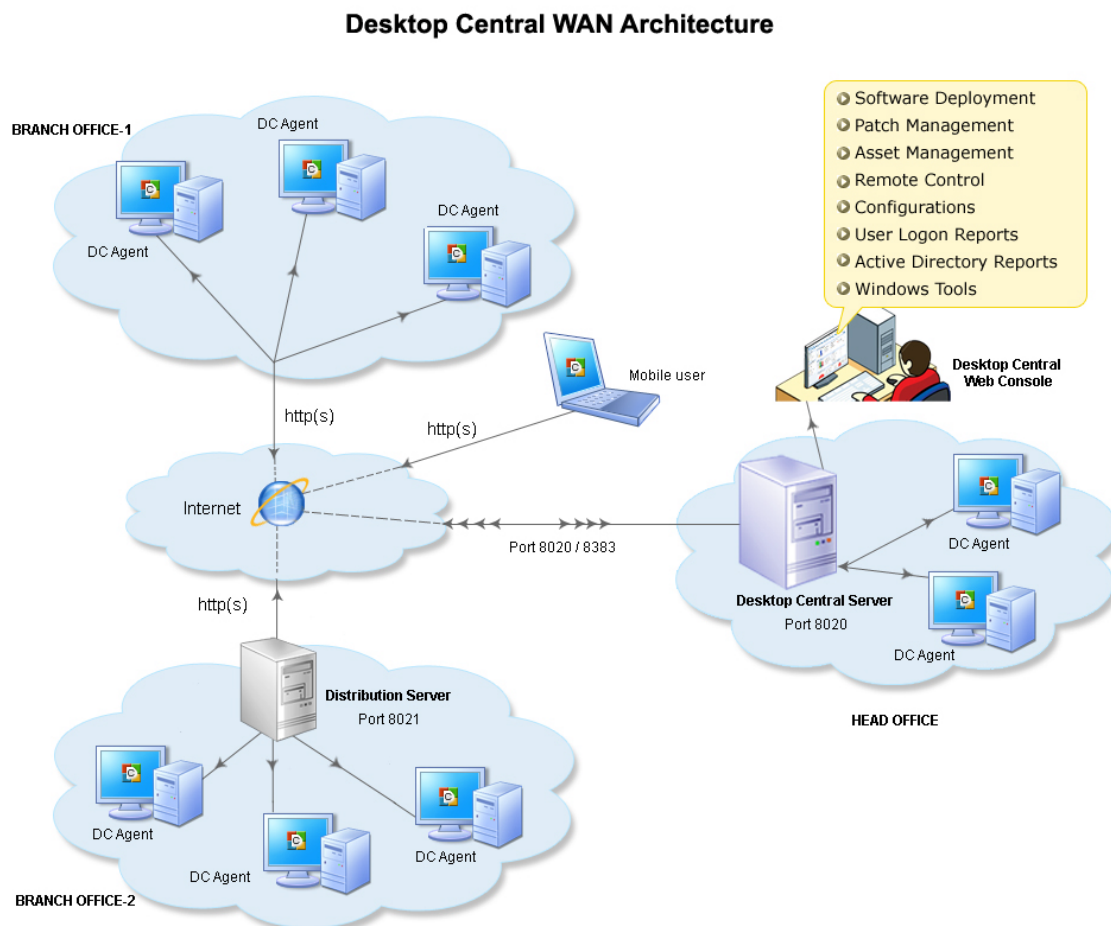 Desktop Central WAN Architecture
Software Deployment
Patch Management
Asset Management
Remote Control
Configurations
User Logon Reports
Active Directory Reports
Windows Tools
BRANCH OFFICE-1
DC Agent
DC Agent
DC Agent
Mobile user
Desktop Central
Web Console
http(s)
http(s)
Internet
Port 8020 / 8383
DC Agent
Desktop Central Server
Port 8020
DC Agent
HEAD OFFICE
http(s)
Distribution Server
Port 8021
DC Agent
DC Agent
DC Agent
BRANCH OFFICE-2